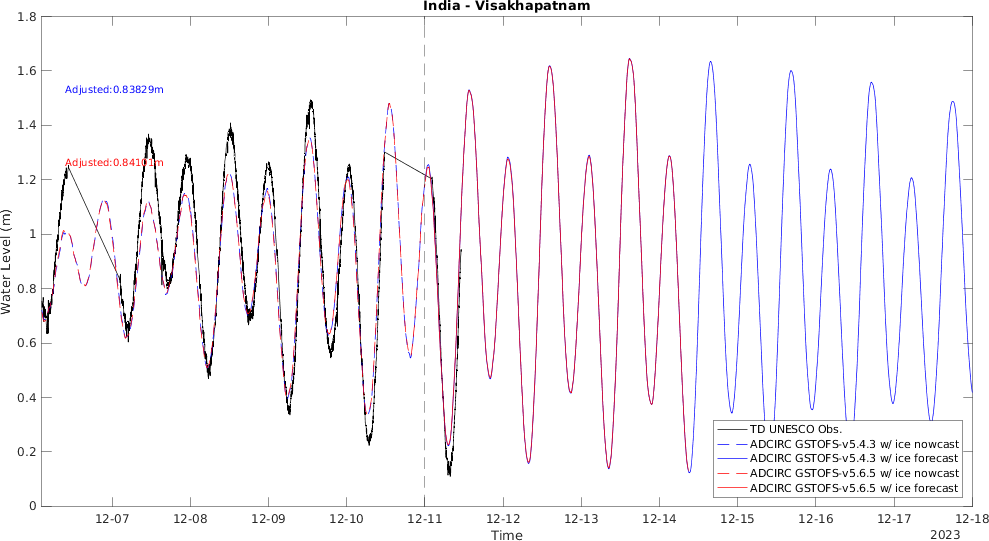 India - Visakhapatnam
1.8
1.6
1.4
1.2
1
0.8
0.6
0.4
0.2
0
Water Level (m)
Adjusted:0.83829m
Adjusted:0.84101m
TD UNESCO Obs.
ADCIRC GSTOFS-v5.4.3 w/ ice nowcast
ADCIRC GSTOFS-v5.4.3 w/ ice forecast
ADCIRC GSTOFS-v5.6.5 w/ ice nowcast
ADCIRC GSTOFS-v5.6.5 w/ ice forecast
12-07 12-08 12-09 12-10 12-11 12-12 12-13 12-14 12-15 12-16 12-17 12-18
Time
2023